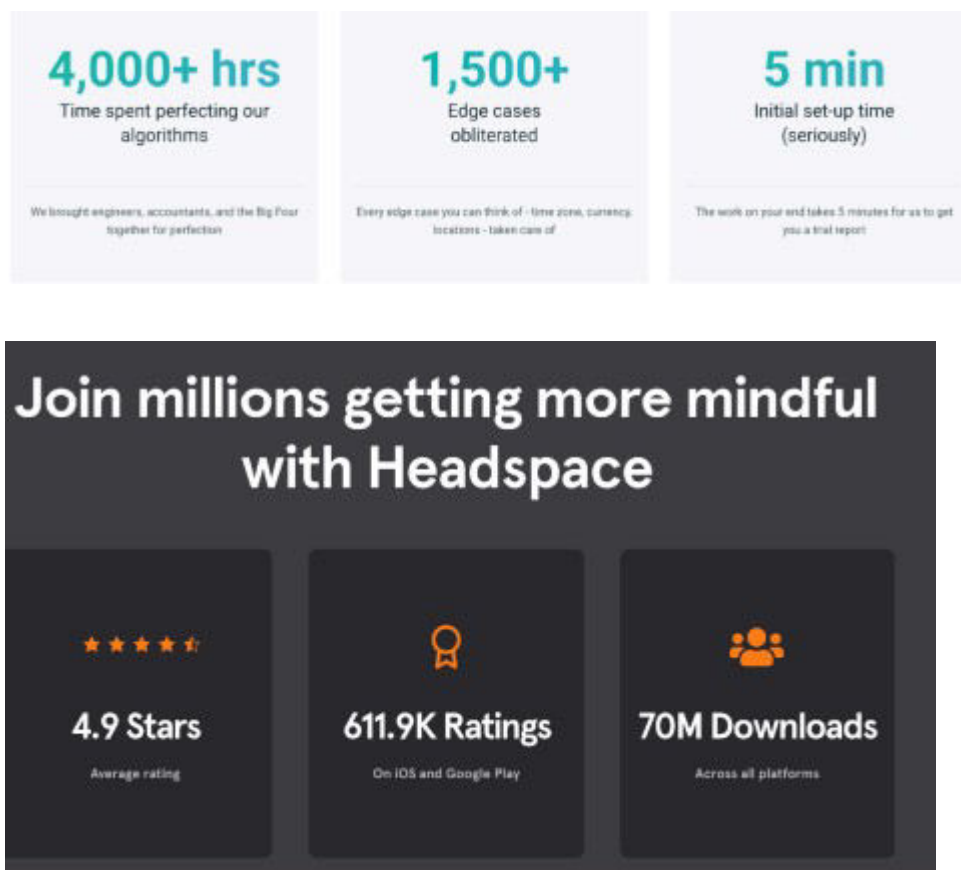 4,000+ hrs
Time spent perfecting our
algorithms
We brought engineers, accountants, and the Big Four
together for perfection
1,500+
Edge cases
obliterated
Every edge case you can think of - time zone, currency,
locations - taken care of
5 min
Initial set-up time
(seriously)
The work on your end takes 5 minutes for us to get
you a trial report
Join millions getting more mindful
with Headspace
4.9 Stars
Average rating
611.9K Ratings
On iOS and Google Play
70M Downloads
Across all platforms